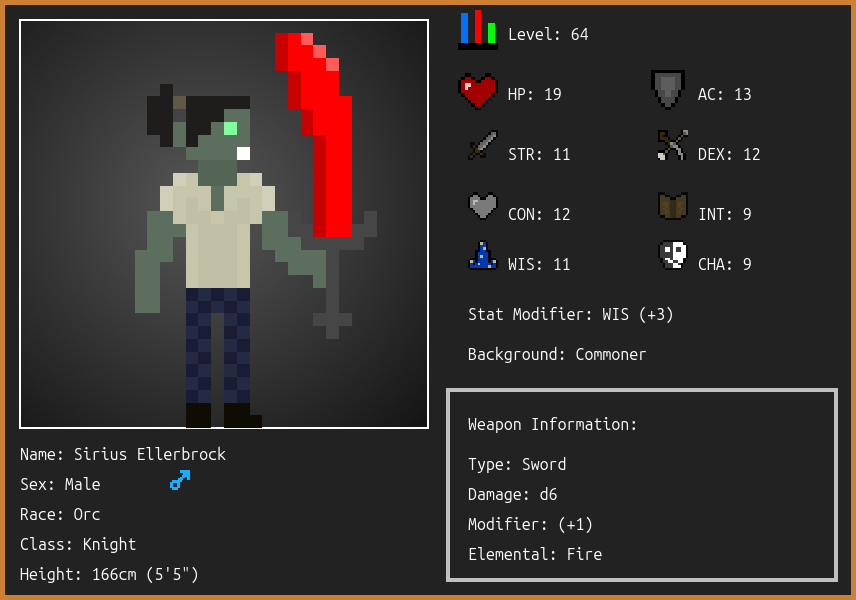 Level: 64
HP: 19
AC: 13
STR: 11
DEX: 12
CON: 12
INT: 9
WIS: 11
CHA: 9
Stat Modifier: WIS (+3)
Background: Commoner
Weapon Information:
Type: Sword
Damage: d6
Modifier: (+1)
Elemental: Fire
Name: Sirius Ellerbrock
Sex: Male
Race: Orc
Class: Knight
Height: 166cm (5'5")